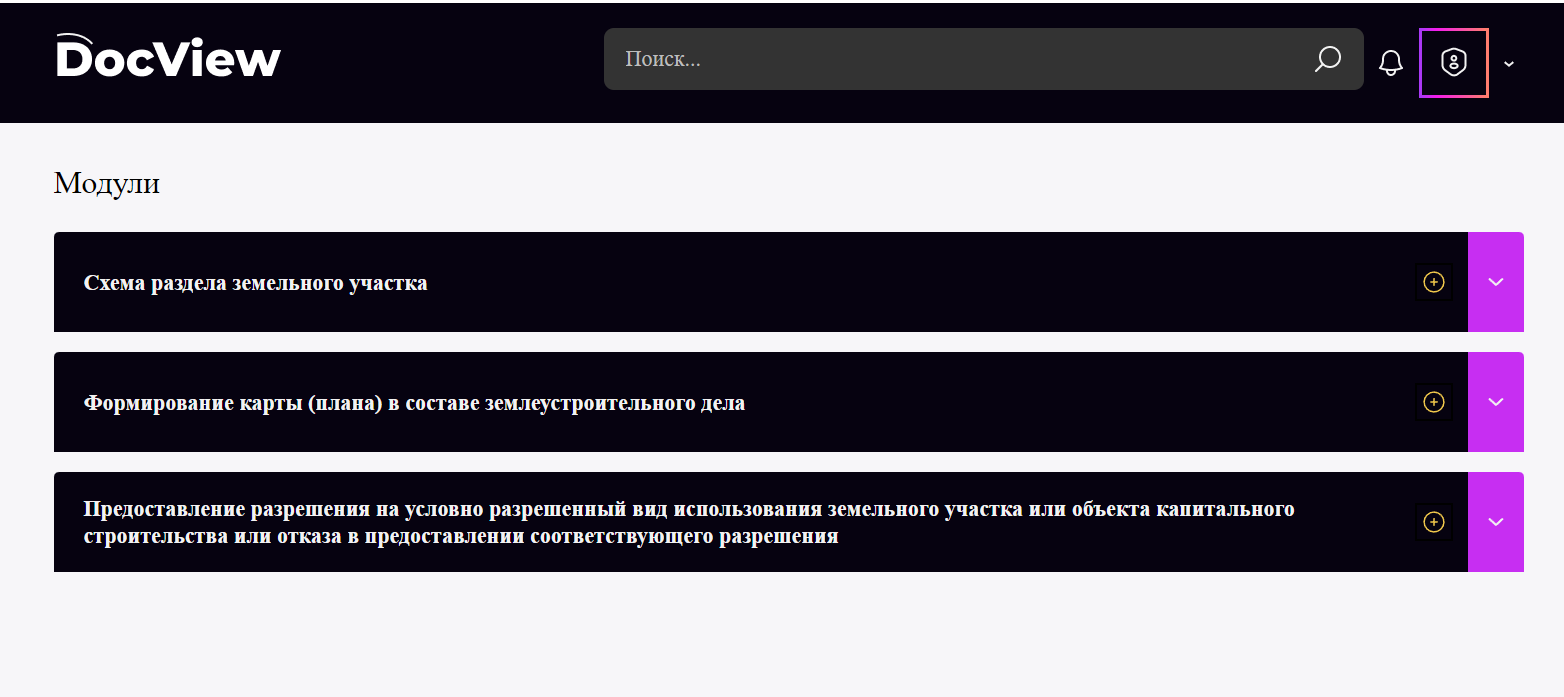 DocView
Поиск...
Модули
Схема раздела земельного участка
Формирование карты (плана) в составе землеустроительного дела
Предоставление разрешения на условно разрешенный вид использования земельного участка или объекта капитального
строительства или отказа в предоставлении соответствующего разрешения